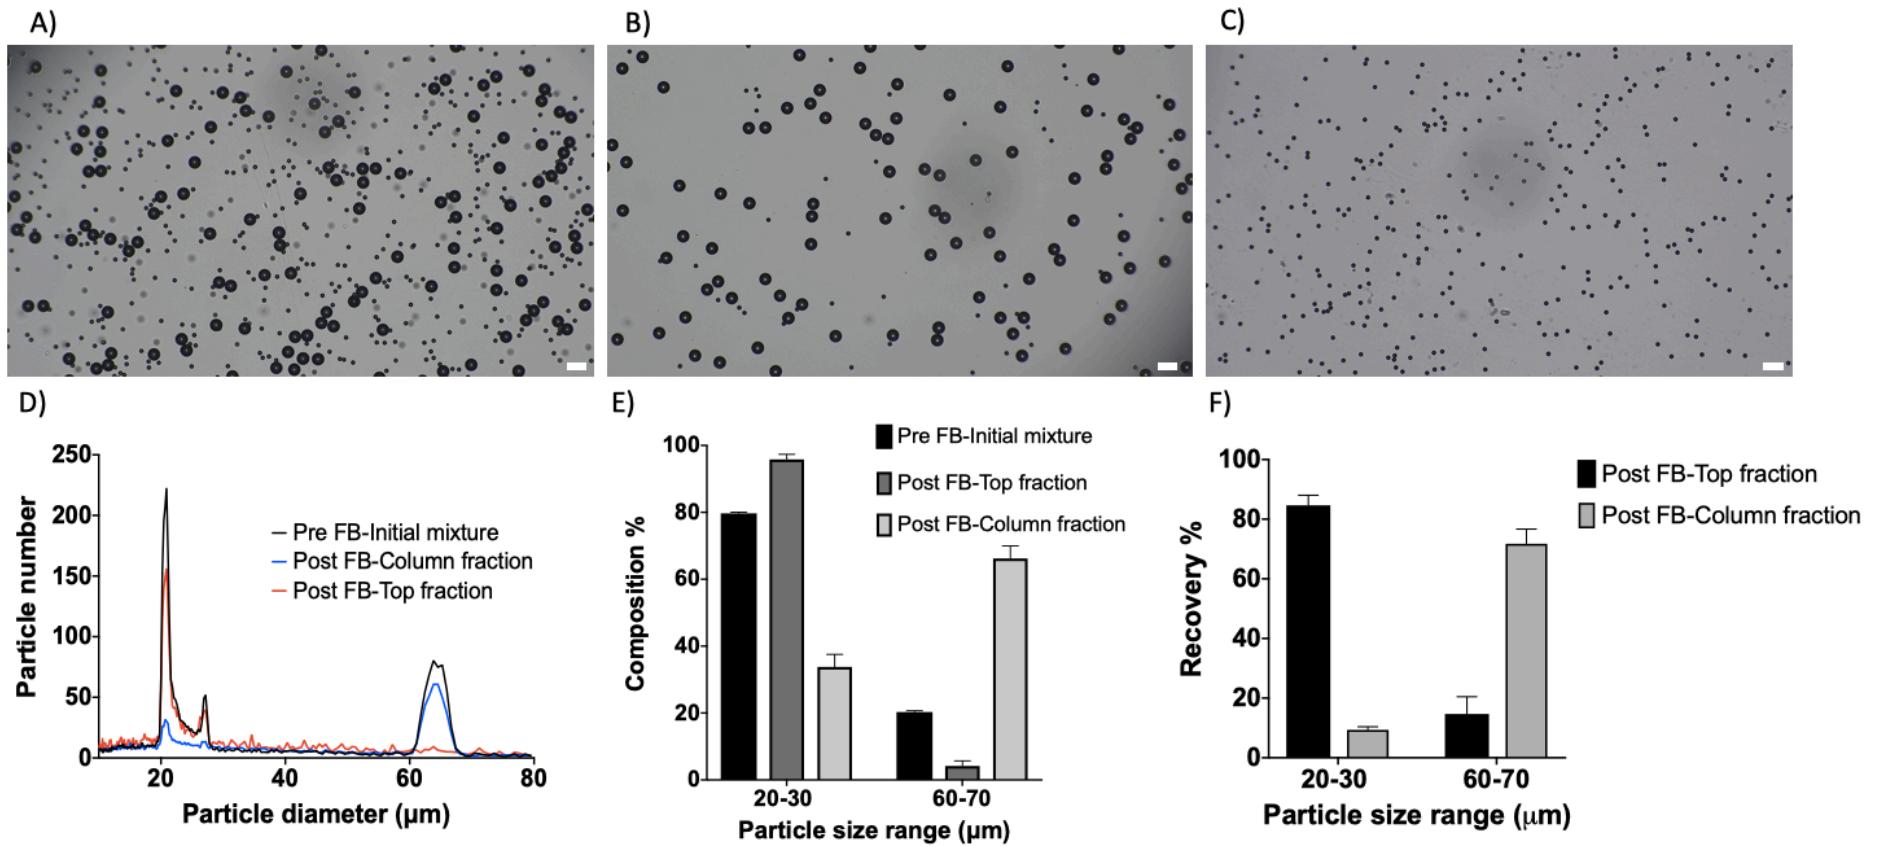 A)
B)
C)
D)
250
200
150
100
50
0
20
40
60
80
Particle number
Particle diameter (µm)
Pre FB-Initial mixture
Post FB-Column fraction
Post FB-Top fraction
E)
100
80
60
40
20
0
20-30
60-70
Composition %
Particle size range (µm)
Pre FB-Initial mixture
Post FB-Top fraction
Post FB-Column fraction
F)
100
80
60
40
20
0
20-30
60-70
Recovery %
Particle size range (µm)
Post FB-Top fraction
Post FB-Column fraction